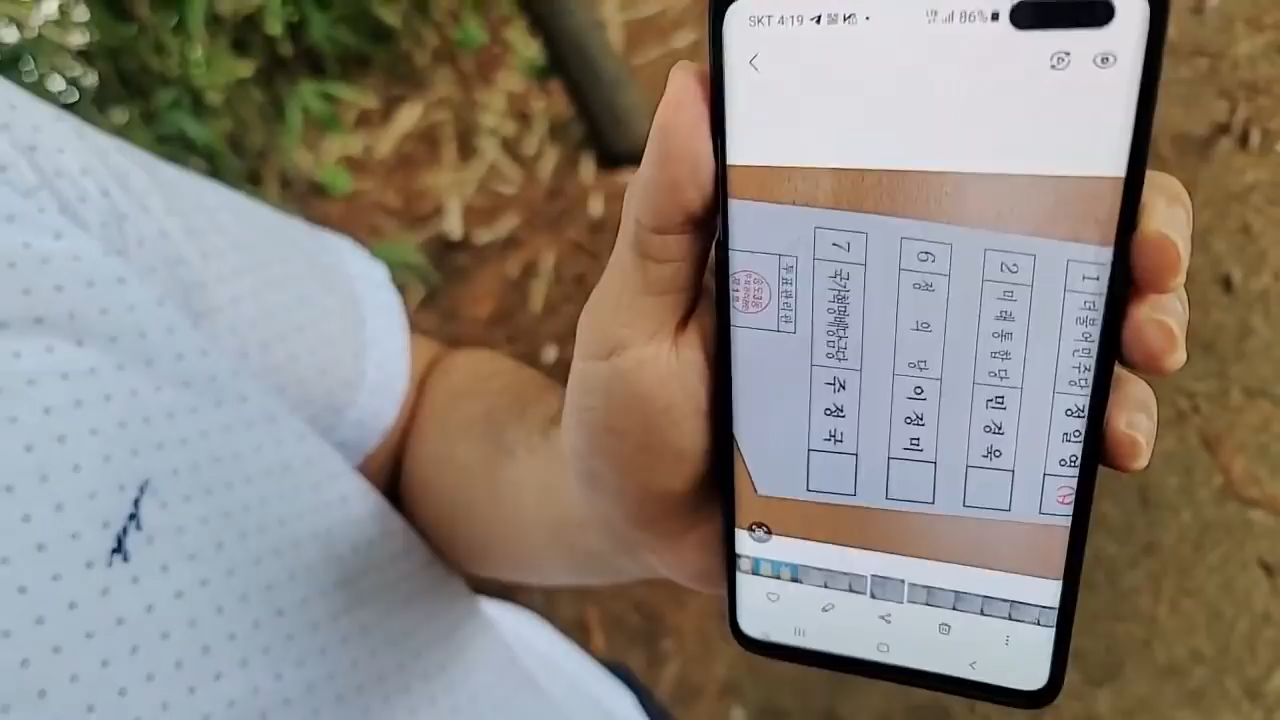 SKT 4:19
86%
1 더불어민주당 정일영
2 미래통합당 민경욱
6 정의당 이정미
7 국가혁명배당금당 주정국
투표관리관